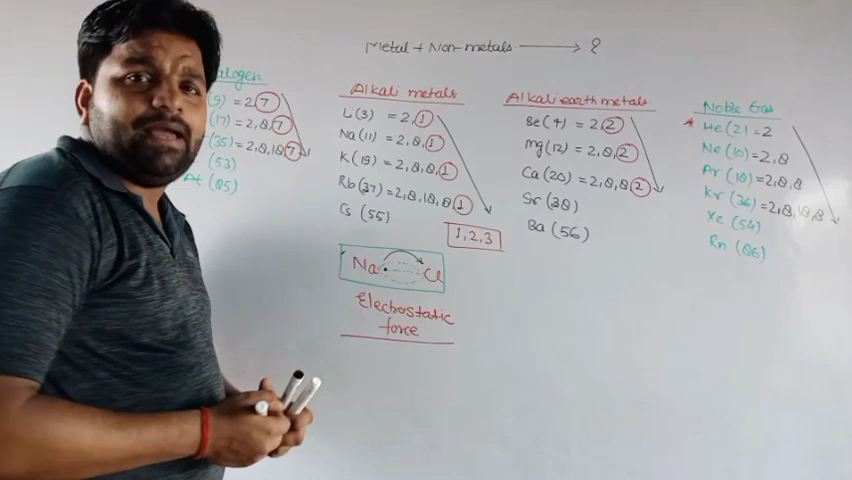 Metal + Non-metals → ?
alogen
(9) = 2,7
(17) = 2,8,7
(35) = 2,8,18,7
(53)
At (85)
Alkali metals
Li(3) = 2,1
Na(11) = 2,8,1
K(19) = 2,8,8,1
Rb(37) = 2,8,18,8,1
Cs (55)
1,2,3
Na Cl
Electrostatic
force
Alkali earth metals
Be(4) = 2,2
Mg(12) = 2,8,2
Ca(20) = 2,8,8,2
Sr(38)
Ba(56)
Noble Gas
* He(2) = 2
Ne(10) = 2,8
Ar(18) = 2,8,8
Kr(36) = 2,8,18,8
Xe(54)
Rn(86)